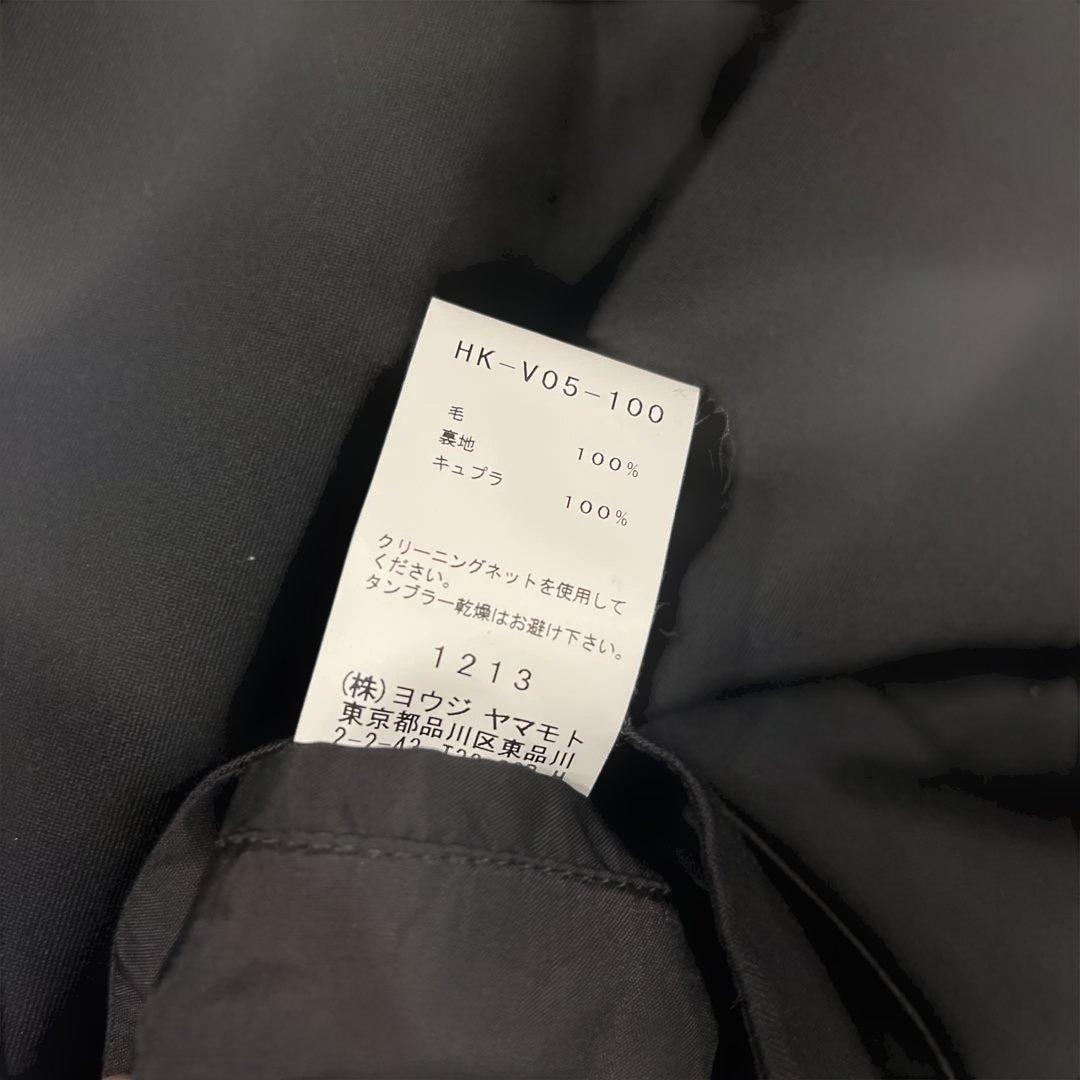 HK-V05-100
毛 100%
裏地
キュプラ 100%
クリーニングネットを使用して
ください。
タンブラー乾燥はお避け下さい。
1213
(株)ヨウジ ヤマモト
東京都品川区東品川
2-2-43